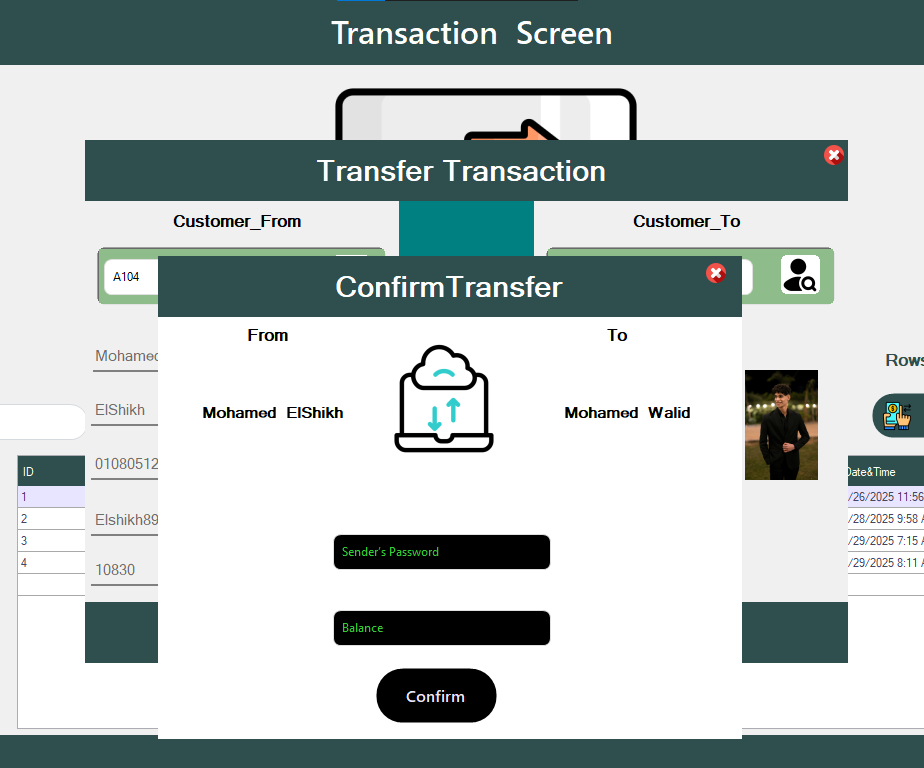 Transaction Screen
Transfer Transaction
Customer_From
Customer_To
A104
ConfirmTransfer
From
To
Mohamed ElShikh
Mohamed Walid
Sender's Password
Balance
Confirm
Mohamed
ElShikh
01080512
Elshikh89
10830
Rows
ID
Date&Time
1
/26/2025 11:56
2
/28/2025 9:58 A
3
/29/2025 7:15 A
4
/29/2025 8:11 A